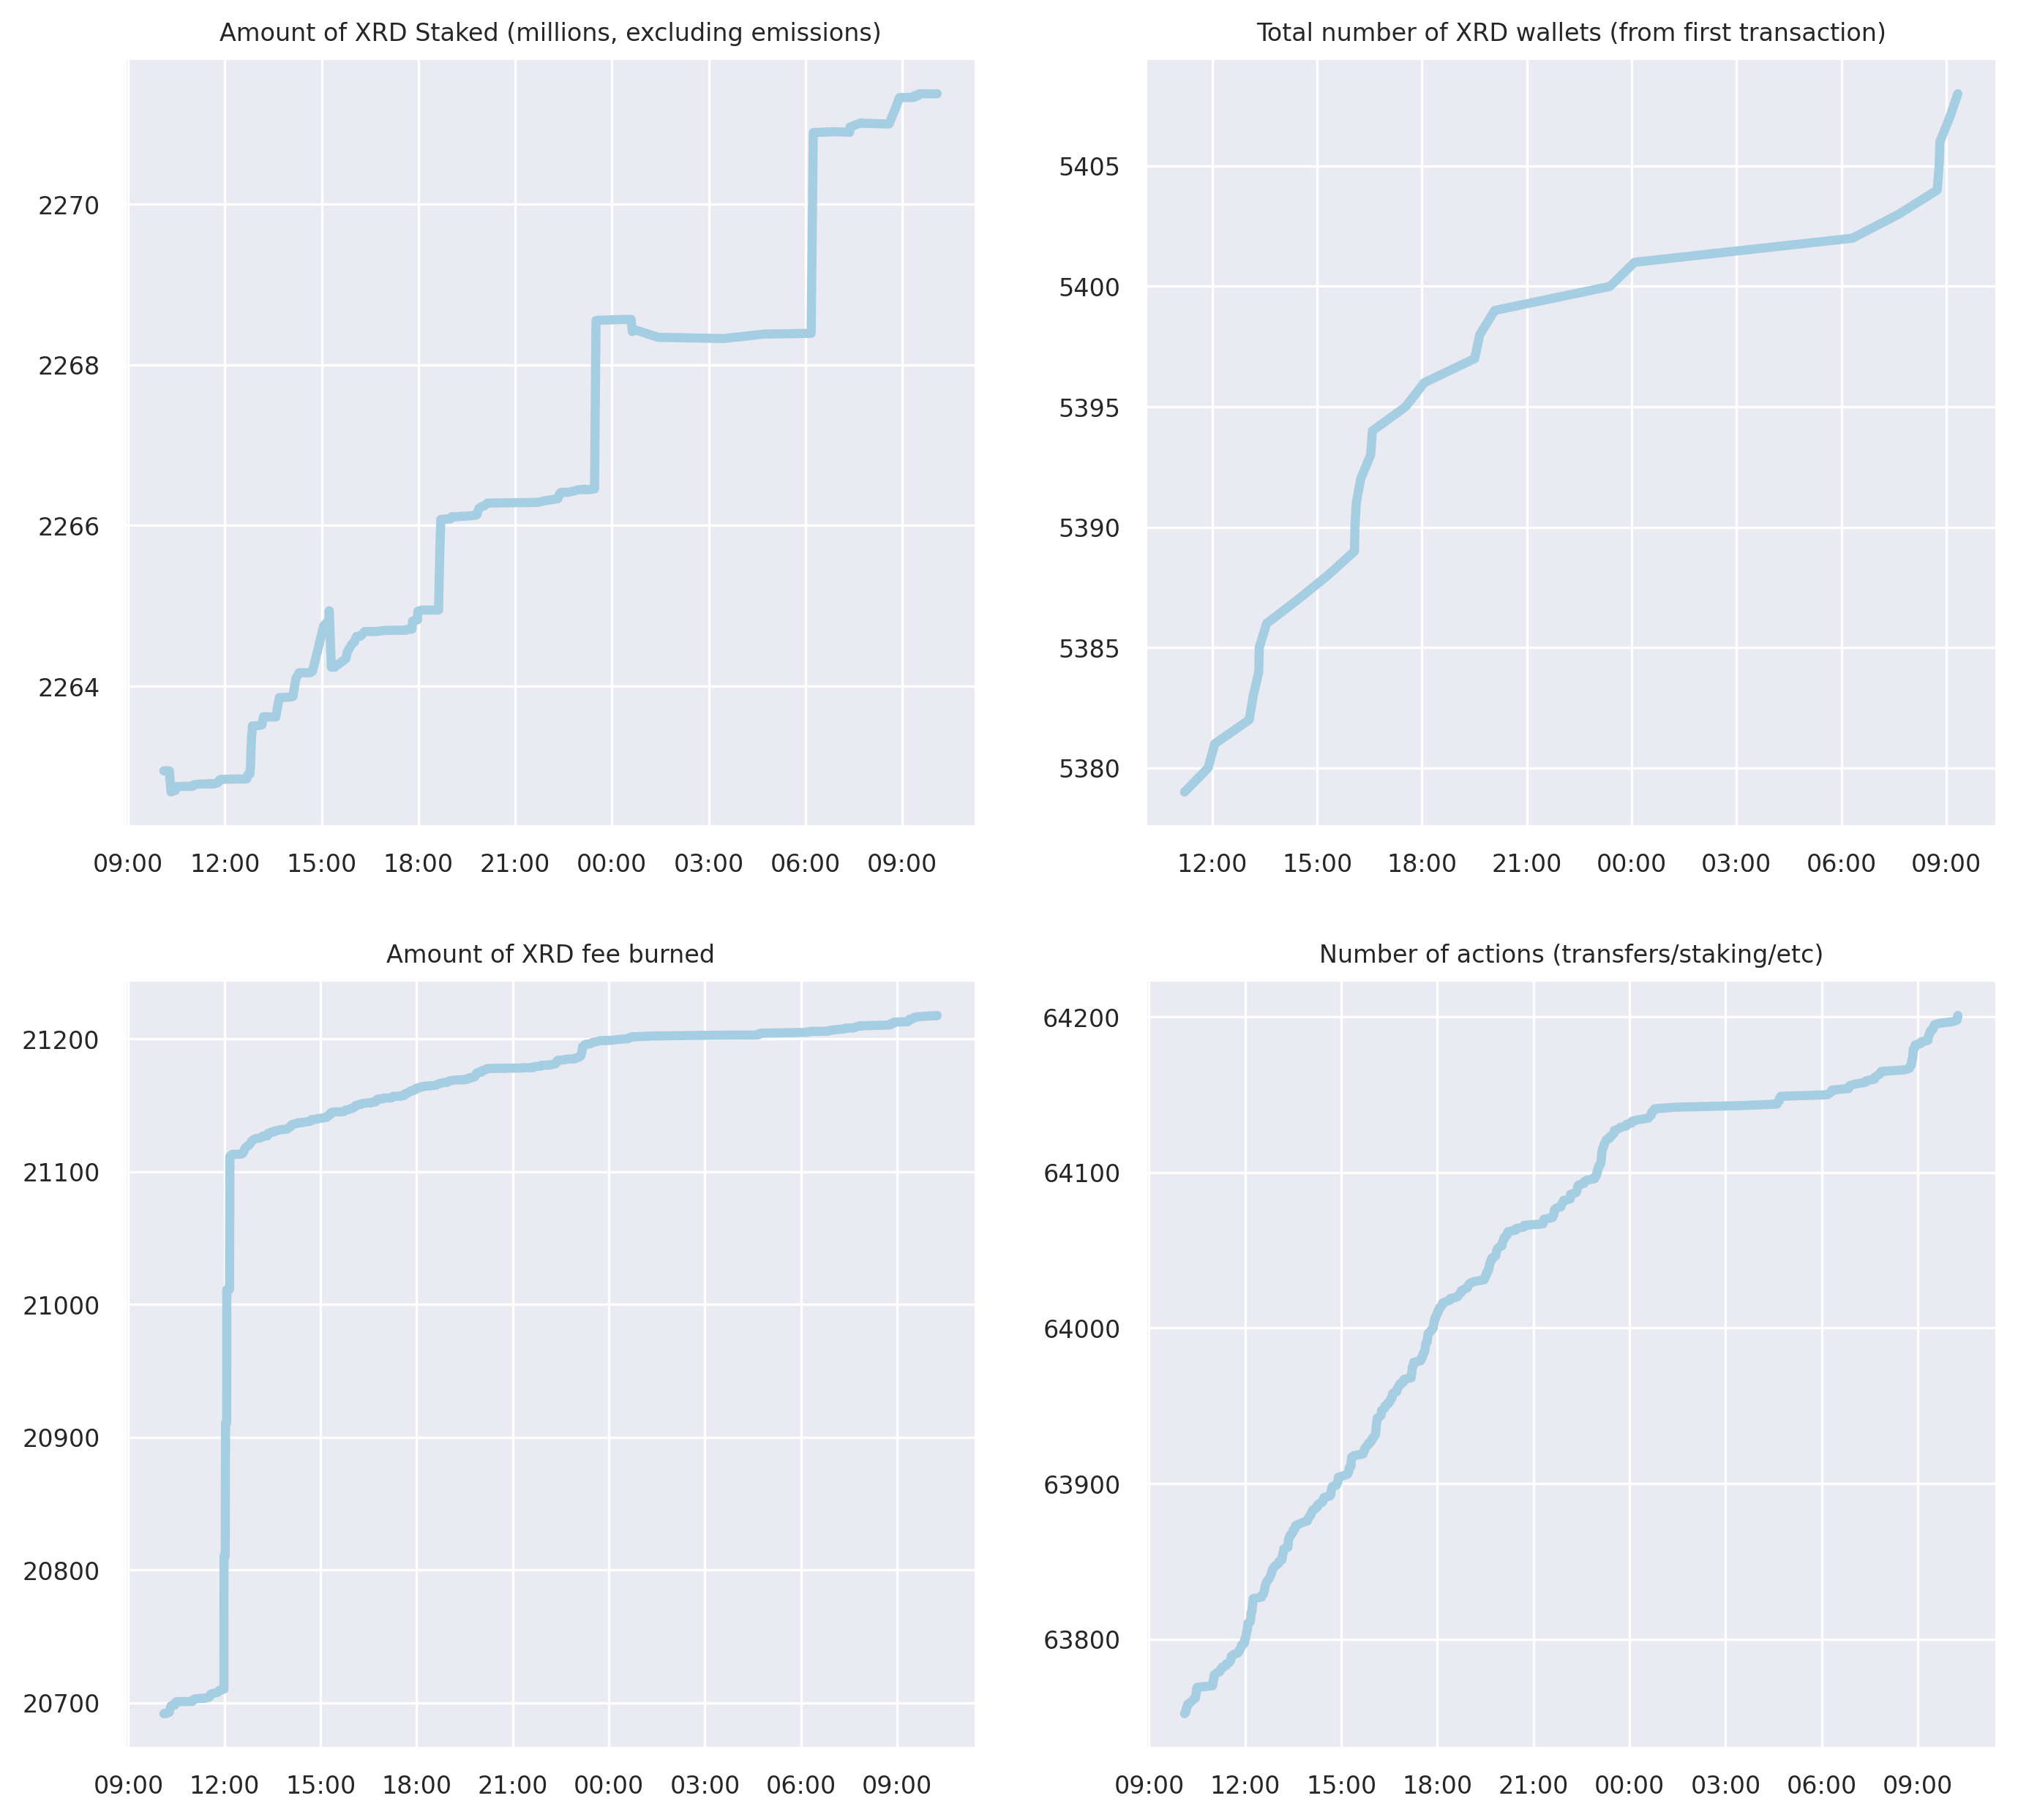 Amount of XRD Staked (millions, excluding emissions)
2270
2268
2266
2264
09:00 12:00 15:00 18:00 21:00 00:00 03:00 06:00 09:00
Total number of XRD wallets (from first transaction)
5405
5400
5395
5390
5385
5380
12:00 15:00 18:00 21:00 00:00 03:00 06:00 09:00
Amount of XRD fee burned
21200
21100
21000
20900
20800
20700
09:00 12:00 15:00 18:00 21:00 00:00 03:00 06:00 09:00
Number of actions (transfers/staking/etc)
64200
64100
64000
63900
63800
09:00 12:00 15:00 18:00 21:00 00:00 03:00 06:00 09:00